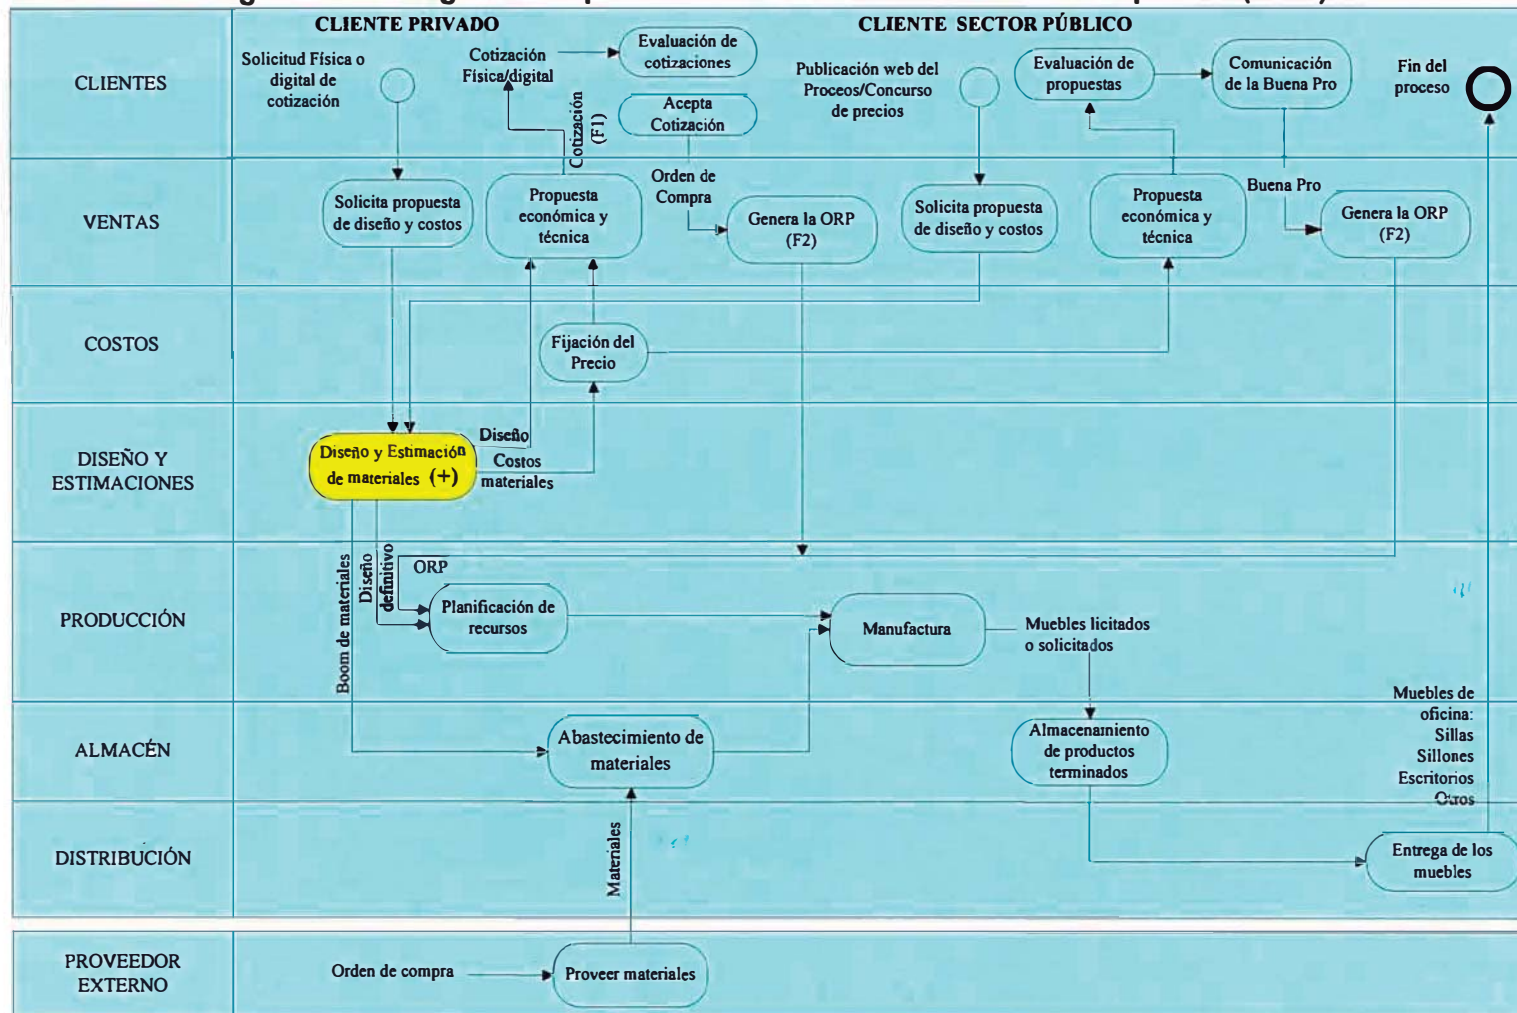 CLIENTE PRIVADO
CLIENTE SECTOR PÚBLICO
CLIENTES
Solicitud Física o
digital de
cotización
Cotización
Física/digital
Evaluación de
cotizaciones
Acepta
Cotización
Cotización
(F1)
Publicación web del
Proceos/Concurso
de precios
Evaluación de
propuestas
Comunicación
de la Buena Pro
Fin del
proceso
VENTAS
Solicita propuesta
de diseño y costos
Propuesta
económica y
técnica
Orden de
Compra
Genera la ORP
(F2)
Solicita propuesta
de diseño y costos
Propuesta
económica y
técnica
Buena Pro
Genera la ORP
(F2)
COSTOS
Fijación del
Precio
DISEÑO Y
ESTIMACIONES
Diseño y Estimación
de materiales (+)
Diseño
Costos
materiales
PRODUCCIÓN
Boom de materiales
Diseño
definitivo
ORP
Planificación de
recursos
Manufactura
Muebles licitados
o solicitados
ALMACÉN
Abastecimiento de
materiales
Almacenamiento
de productos
terminados
Muebles de
oficina:
Sillas
Sillones
Escritorios
Otros
DISTRIBUCIÓN
Materiales
Entrega de los
muebles
PROVEEDOR
EXTERNO
Orden de compra
Proveer materiales